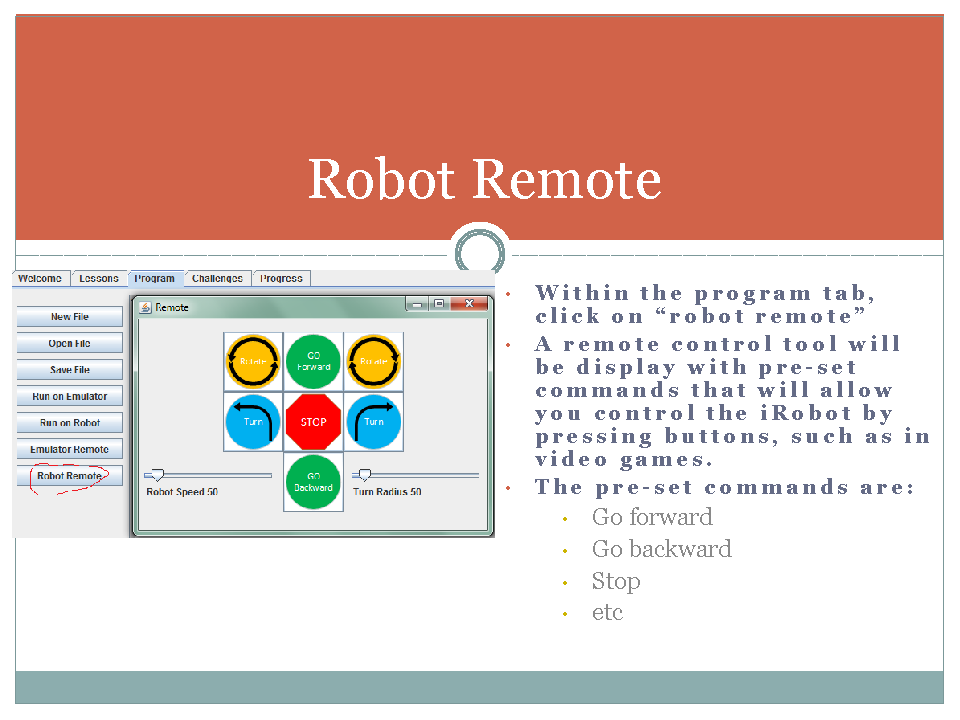 Robot Remote
Welcome
Lessons
Program
Challenges
Progress
New File
Open File
Save File
Run on Emulator
Run on Robot
Emulator Remote
Robot Remote
Remote
Rotate
GO
Forward
Rotate
Turn
STOP
Turn
GO
Backward
Robot Speed 50
Turn Radius 50
• Within the program tab,
click on “robot remote”
• A remote control tool will
be display with pre-set
commands that will allow
you control the iRobot by
pressing buttons, such as in
video games.
• The pre-set commands are:
• Go forward
• Go backward
• Stop
• etc